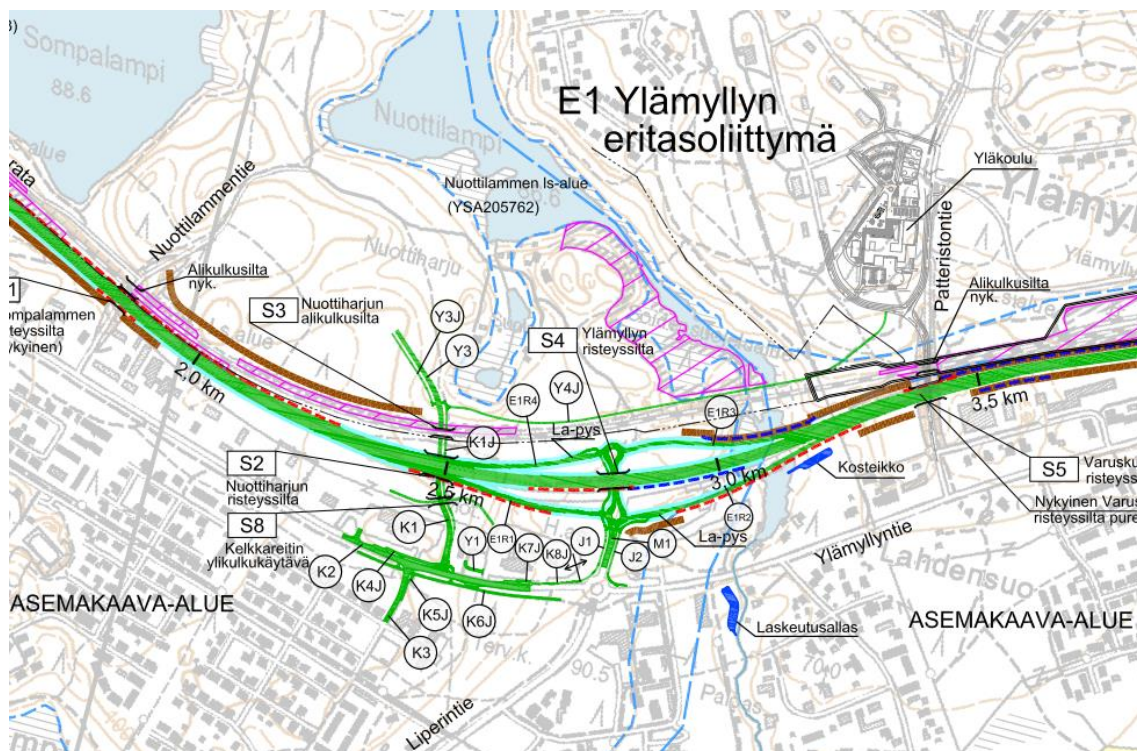 Sompalampi
88.6
Nuottilampi
E1 Ylämyllyn
eritasoliittymä
Yläkoulu
Nuottilammen ls-alue
(YSA205762)
Nuottilammentie
Nuottiharju
Patteristontie
Alikulkusilta
nyk.
S3
Nuottiharjun
alikulkusilta
Y3J
Y3
S4
Ylämyllyn
risteyssilta
Alikulkusilta
nyk.
2,0 km
E1R4
Y4J
La-pys
E1R3
K1J
3,5 km
S2
Nuottiharjun
risteyssilta
2,5 km
3,0 km
Kosteikko
S5
S8
Kelkkareitin
ylikulkukäytävä
K1
Y1
E1R1
K7J
K8J
J1
J2
M1
E1R2
La-pys
Ylämyllyntie
K2
K4J
K5J
K6J
K3
ASEMAKAAVA-ALUE
Lahdensuo
Laskeutusallas
ASEMAKAAVA-ALUE
90.5
Liperintie